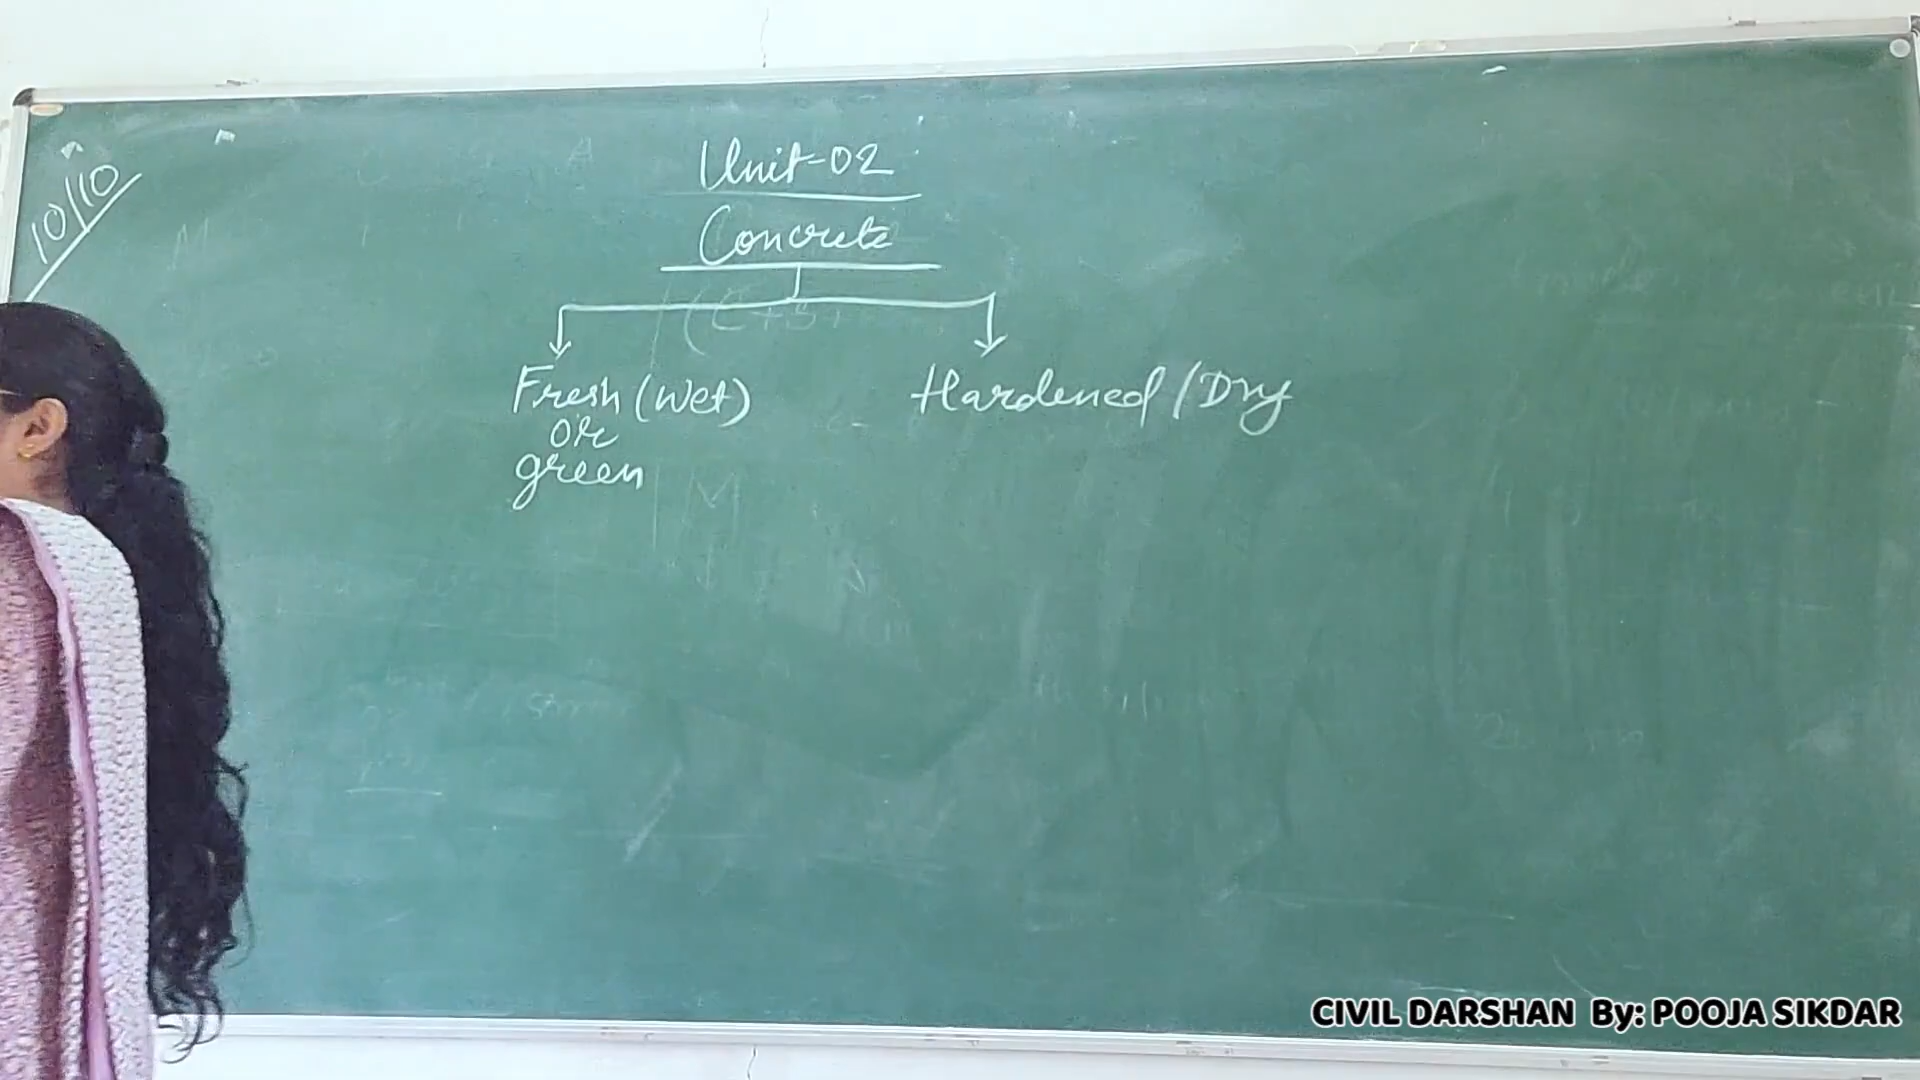 10/10
Unit-02
Concrete
Fresh (Wet)
or
green
Hardened / Dry
CIVIL DARSHAN By: POOJA SIKDAR